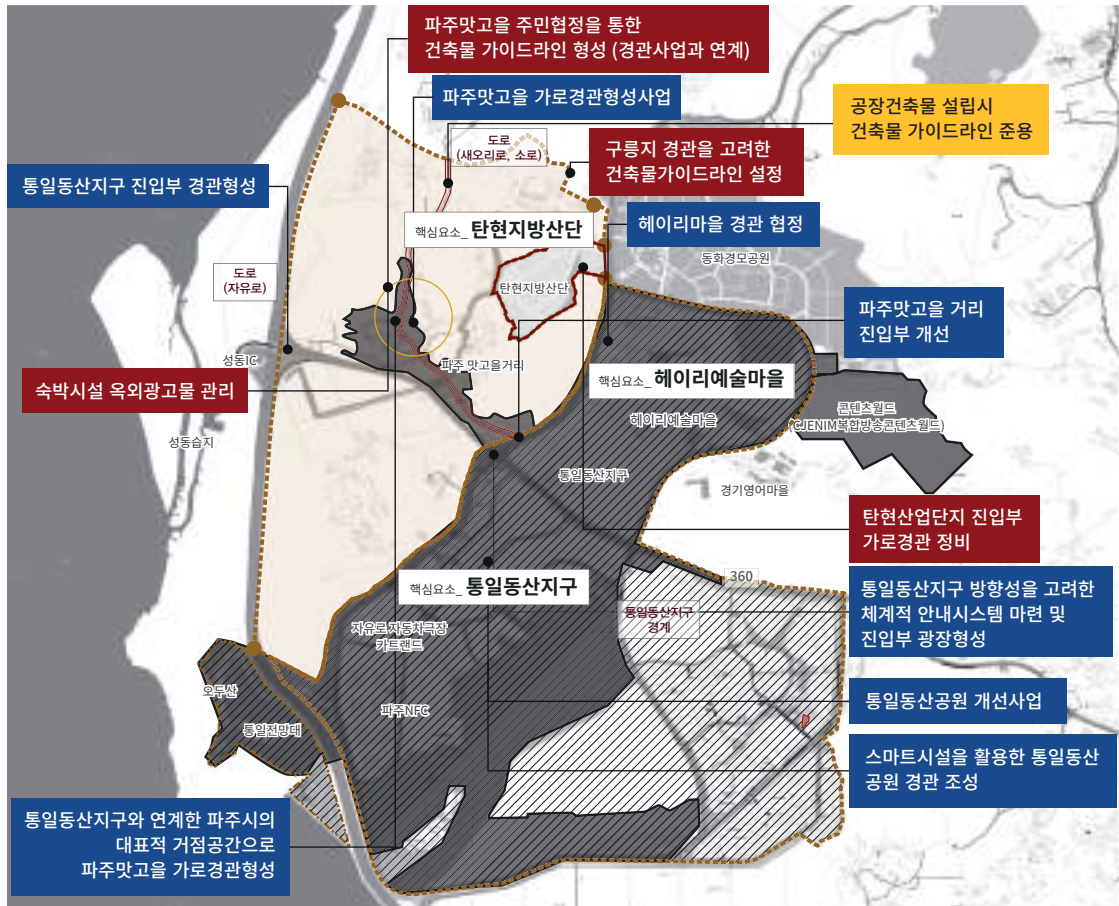 파주맛고을 주민협정을 통한
건축물 가이드라인 형성 (경관사업과 연계)
파주맛고을 가로경관형성사업
공장건축물 설립시
건축물 가이드라인 준용
도로
(새오리로, 소로)
구릉지 경관을 고려한
건축물가이드라인 설정
통일동산지구 진입부 경관형성
핵심요소_ 탄현지방산단
헤이리마을 경관 협정
동화경모공원
도로
(자유로)
탄현지방산단
파주맛고을 거리
진입부 개선
성동IC
파주 맛고을거리
숙박시설 옥외광고물 관리
핵심요소_ 헤이리예술마을
콘텐츠월드
(CJENIM복합방송콘텐츠월드)
헤이리예술마을
성동습지
통일동산지구
경기영어마을
탄현산업단지 진입부
가로경관 정비
핵심요소_ 통일동산지구
360
통일동산지구 방향성을 고려한
체계적 안내시스템 마련 및
진입부 광장형성
통일동산지구
경계
자유로 자동차극장
카트랜드
오두산
통일전망대
파주NFC
통일동산공원 개선사업
스마트시설을 활용한 통일동산
공원 경관 조성
통일동산지구와 연계한 파주시의
대표적 거점공간으로
파주맛고을 가로경관형성